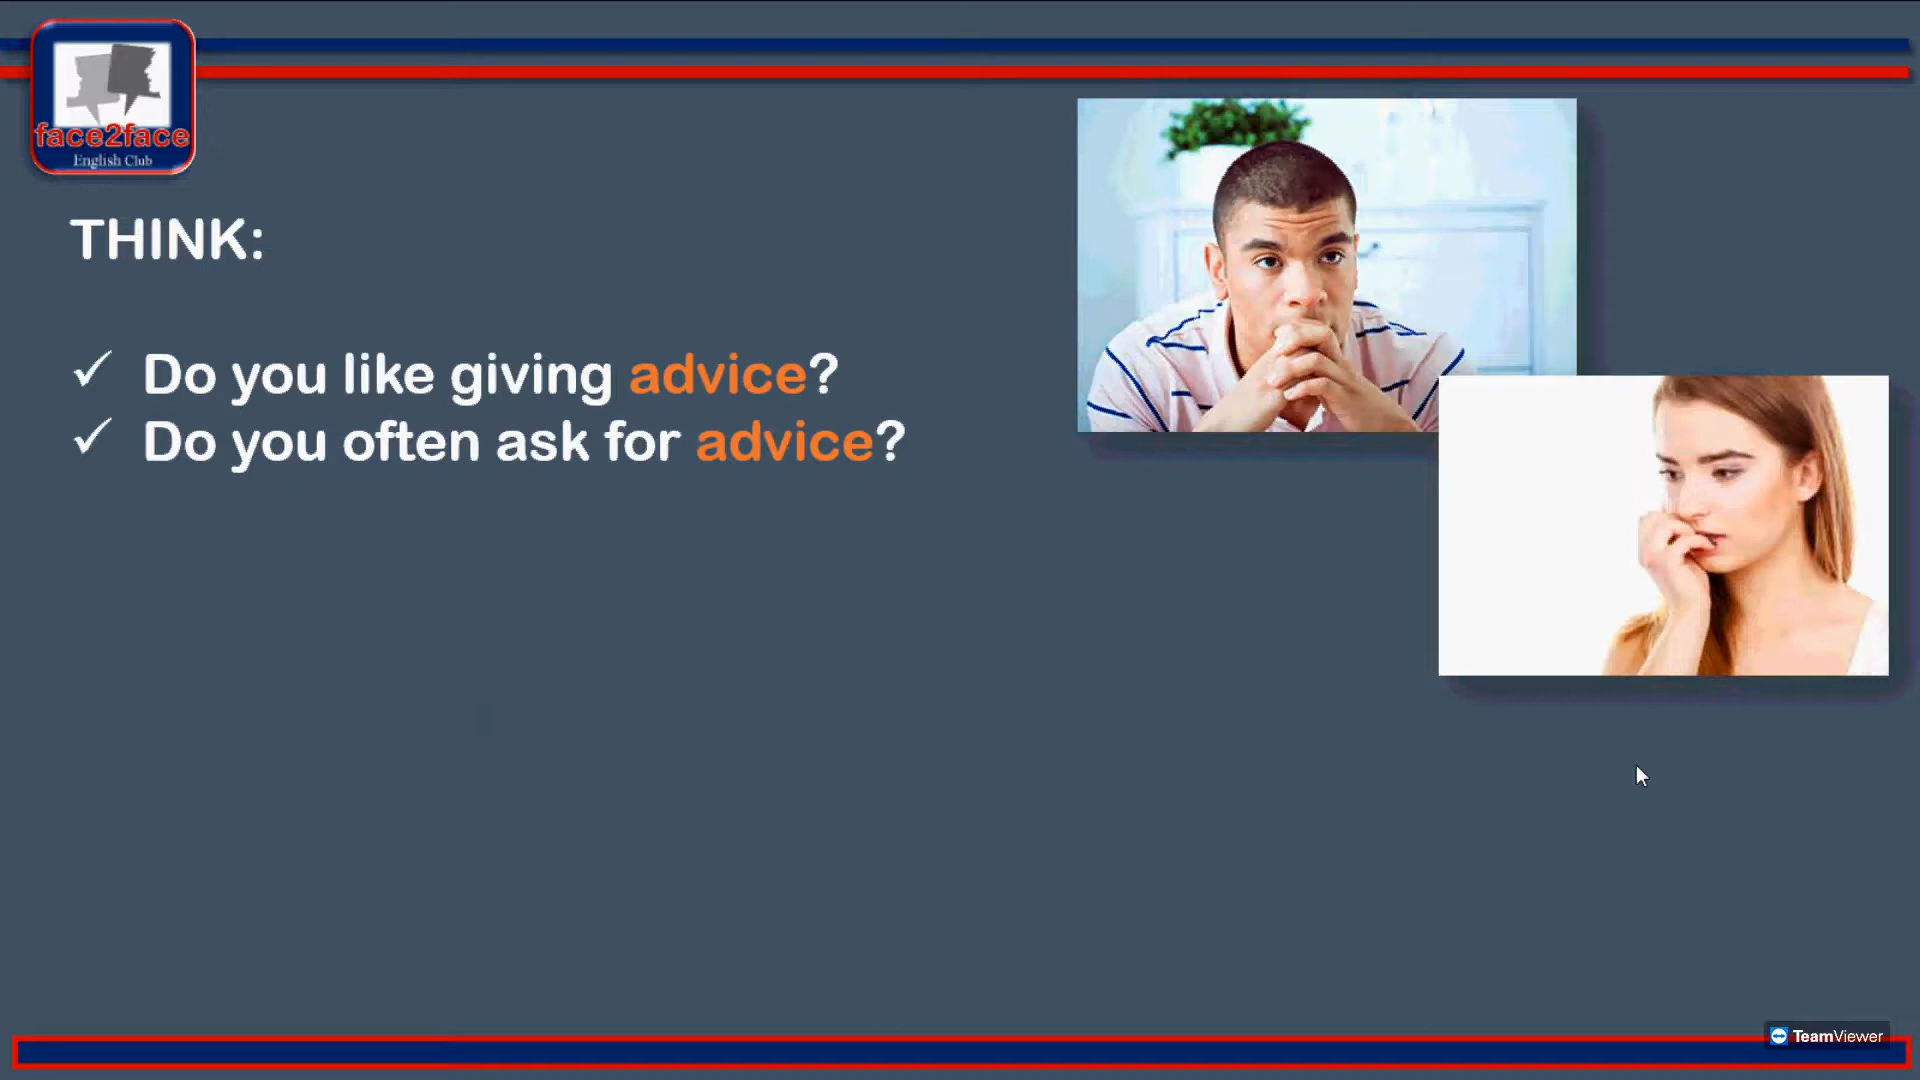 face2face
English Club
THINK:
✓ Do you like giving advice?
✓ Do you often ask for advice?
TeamViewer